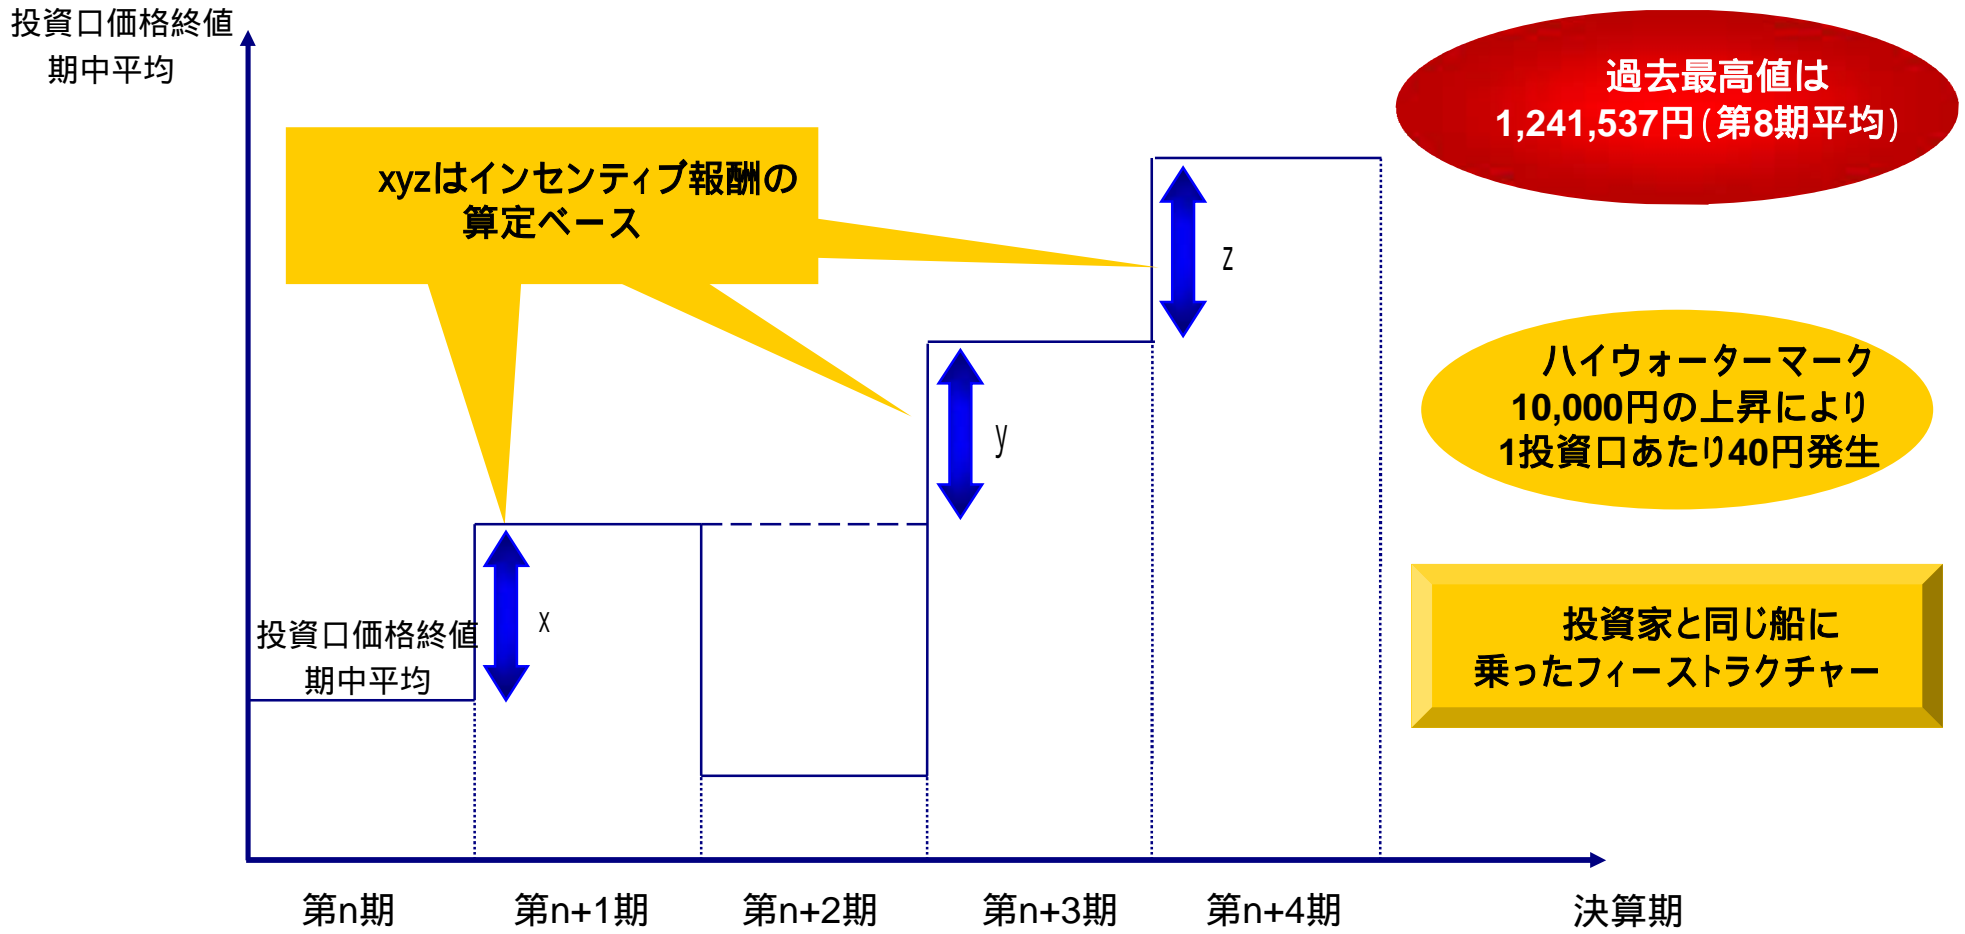 投資口価格終値
期中平均
過去最高値は
1,241,537円(第8期平均)
xyzはインセンティブ報酬の
算定ベース
z
ハイウォーターマーク
10,000円の上昇により
1投資口あたり40円発生
y
投資口価格終値
期中平均
x
投資家と同じ船に
乗ったフィーストラクチャー
第n期
第n+1期
第n+2期
第n+3期
第n+4期
決算期